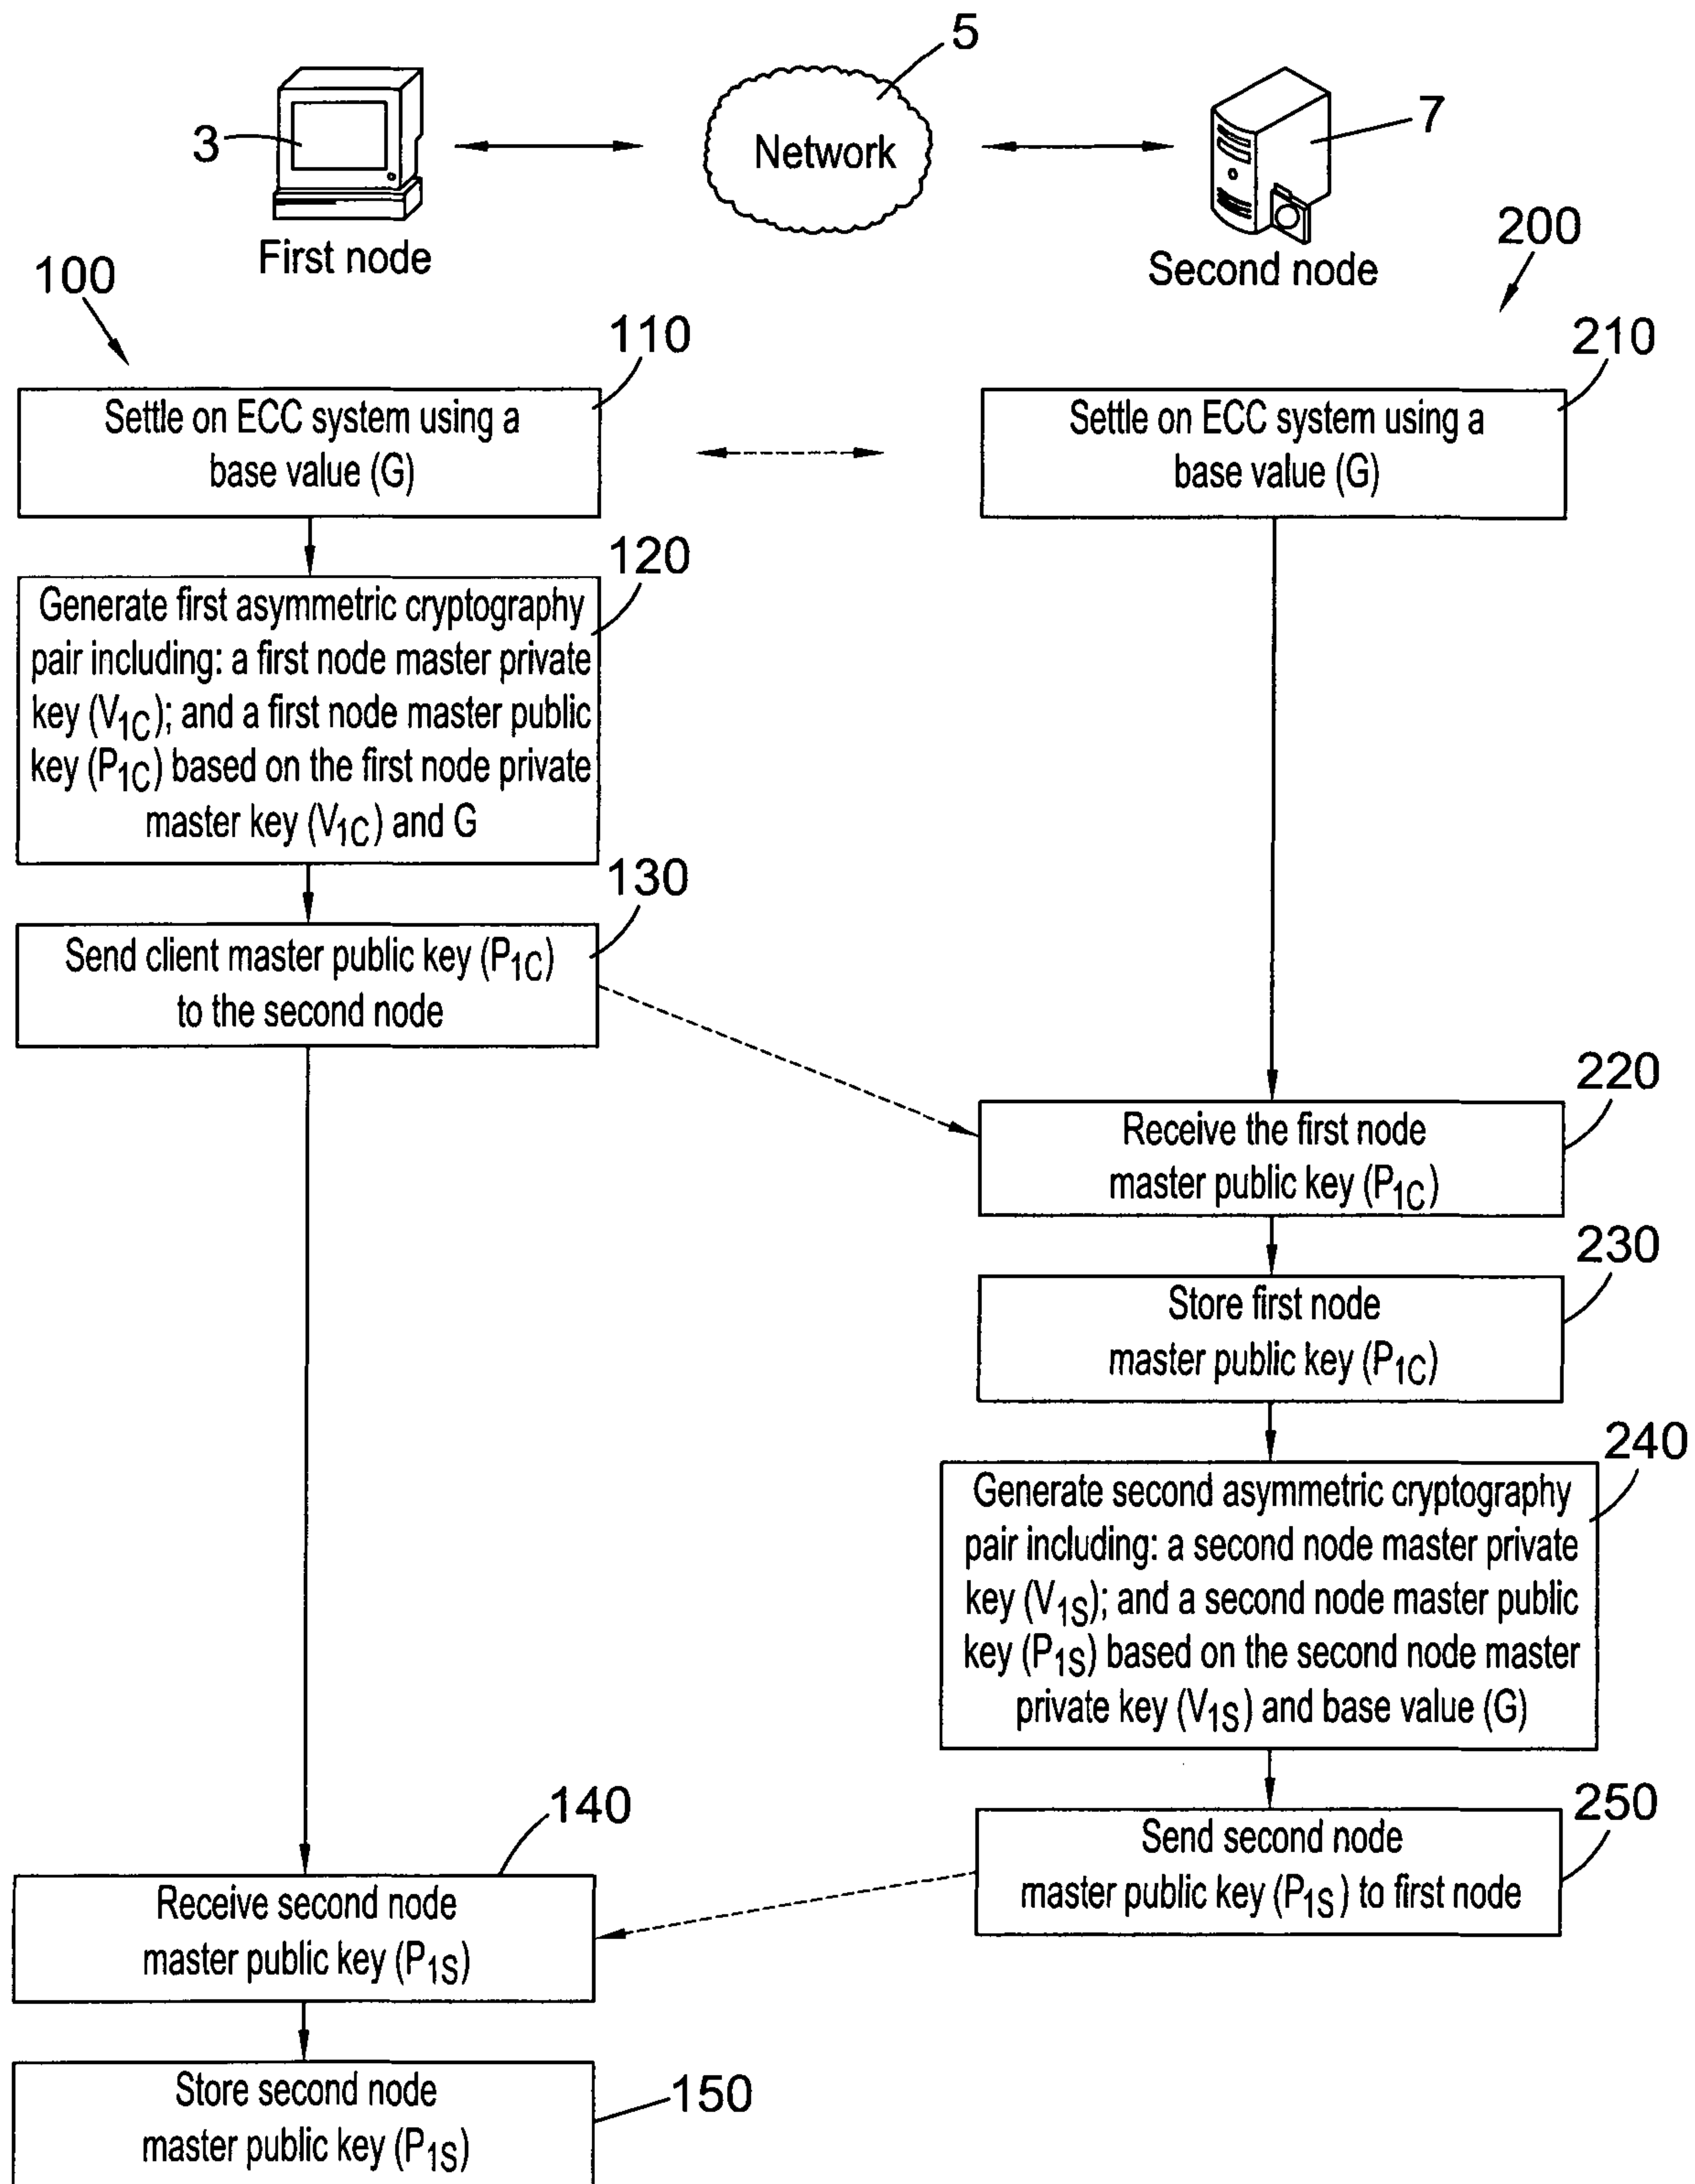 5
3
Network
7
First node
Second node
100
200
110
Settle on ECC system using a
base value (G)
210
Settle on ECC system using a
base value (G)
120
Generate first asymmetric cryptography
pair including: a first node master private
key (V1C); and a first node master public
key (P1C) based on the first node private
master key (V1C) and G
130
Send client master public key (P1C)
to the second node
220
Receive the first node
master public key (P1C)
230
Store first node
master public key (P1C)
240
Generate second asymmetric cryptography
pair including: a second node master private
key (V1S); and a second node master public
key (P1S) based on the second node master
private key (V1S) and base value (G)
250
Send second node
master public key (P1S) to first node
140
Receive second node
master public key (P1S)
150
Store second node
master public key (P1S)